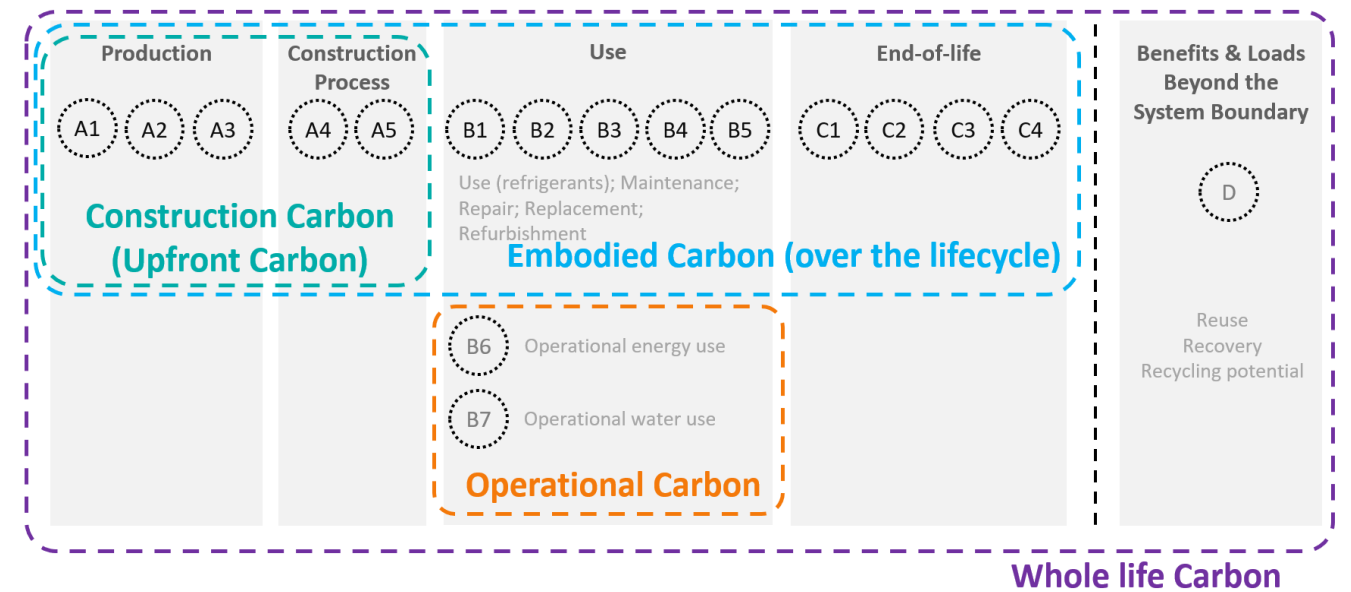 Production
A1 A2 A3
Construction
Process
A4 A5
Construction Carbon
(Upfront Carbon)
Use
B1 B2 B3 B4 B5
Use (refrigerants); Maintenance;
Repair; Replacement;
Refurbishment
End-of-life
C1 C2 C3 C4
Embodied Carbon (over the lifecycle)
B6 Operational energy use
B7 Operational water use
Operational Carbon
Benefits & Loads
Beyond the
System Boundary
D
Reuse
Recovery
Recycling potential
Whole life Carbon